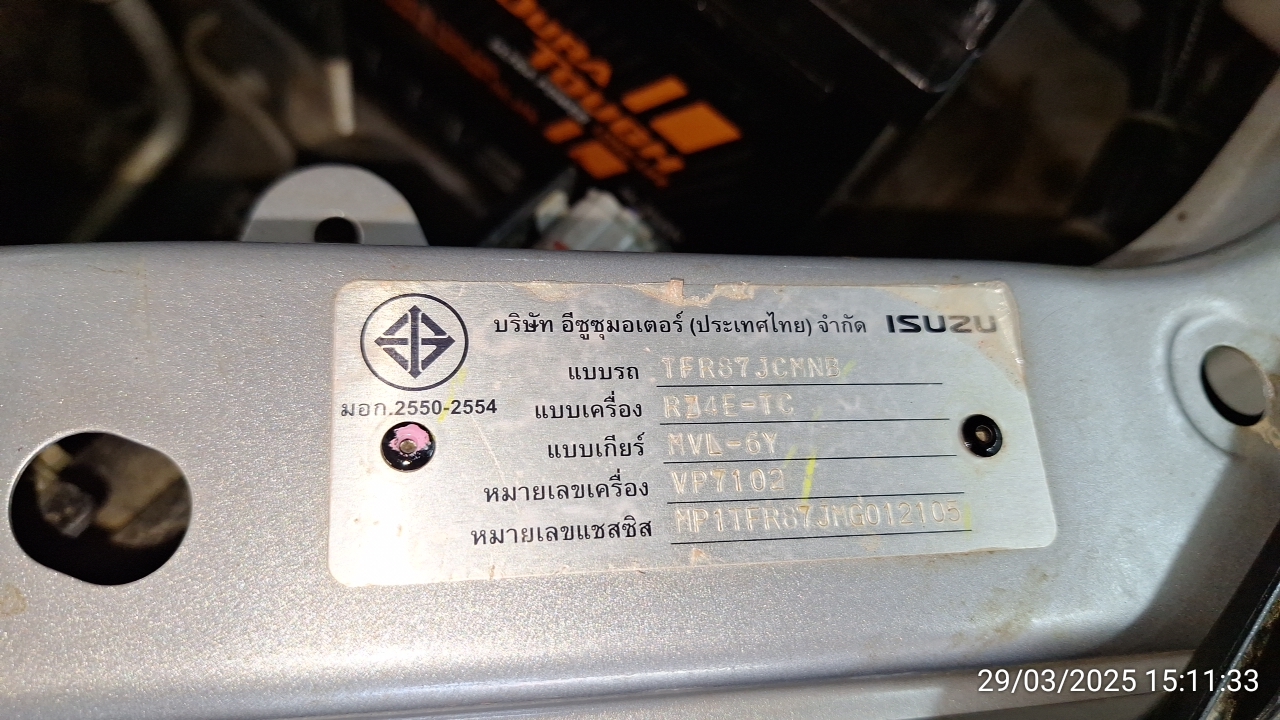 DURA
TOUGH
บริษัท อีซูซุมอเตอร์ (ประเทศไทย) จำกัด ISUZU
แบบรถ TFR87JCMNB
มอก.2550-2554
แบบเครื่อง RZ4E-TC
แบบเกียร์ MVL-6Y
หมายเลขเครื่อง VP7102
หมายเลขแชสซิส MP1TFR87JMG012105
29/03/2025 15:11:33